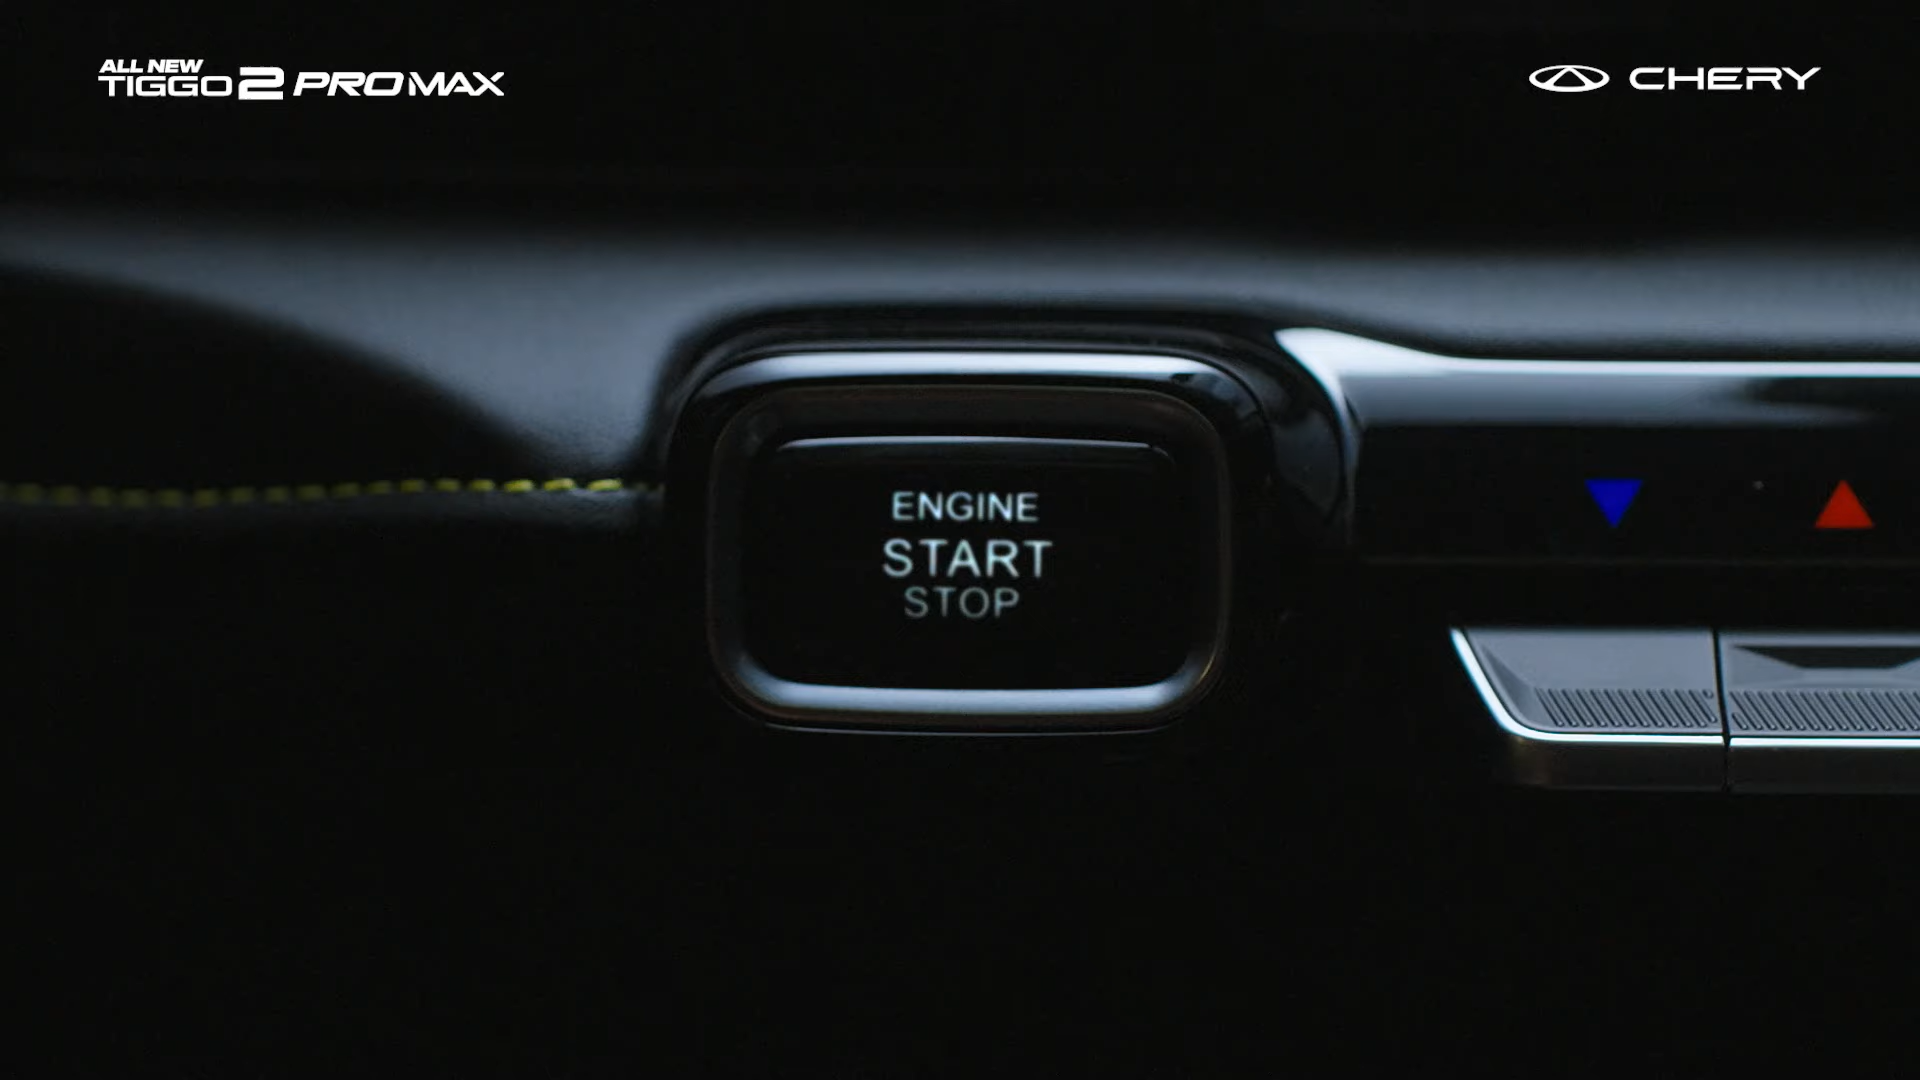 ALL NEW
TIGGO 2 PRO MAX
CHERY
ENGINE
START
STOP